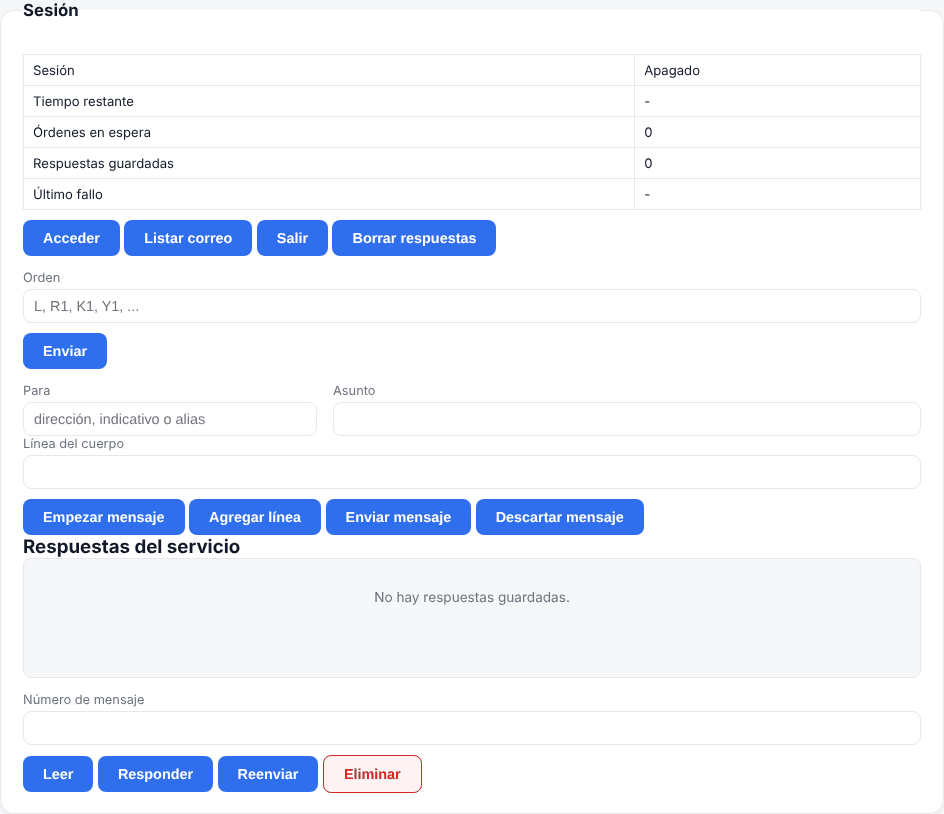 Sesión
Sesión Apagado
Tiempo restante -
Órdenes en espera 0
Respuestas guardadas 0
Último fallo -
Acceder Listar correo Salir Borrar respuestas
Orden
L, R1, K1, Y1, ...
Enviar
Para Asunto
dirección, indicativo o alias
Línea del cuerpo
Empezar mensaje Agregar línea Enviar mensaje Descartar mensaje
Respuestas del servicio
No hay respuestas guardadas.
Número de mensaje
Leer Responder Reenviar Eliminar